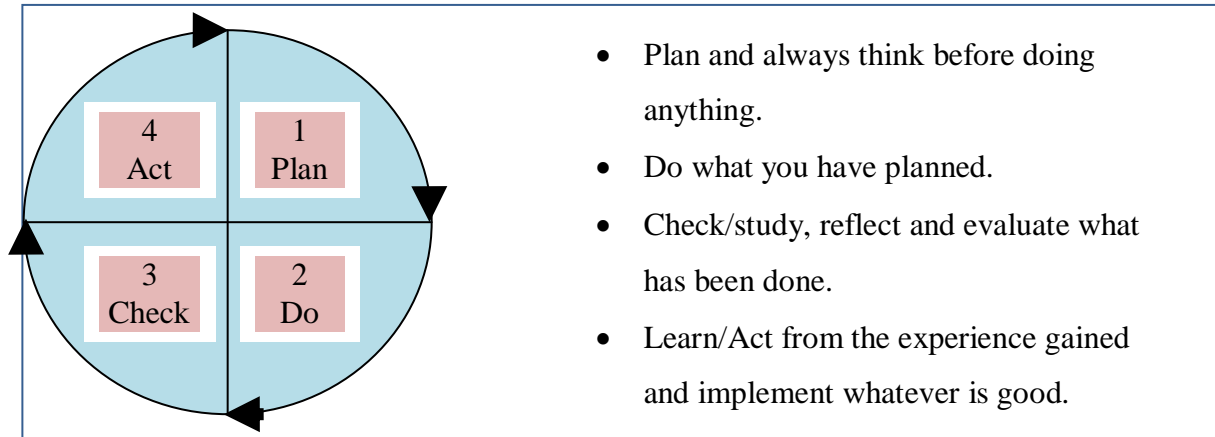 4
Act
1
Plan
3
Check
2
Do
• Plan and always think before doing
anything.
• Do what you have planned.
• Check/study, reflect and evaluate what
has been done.
• Learn/Act from the experience gained
and implement whatever is good.